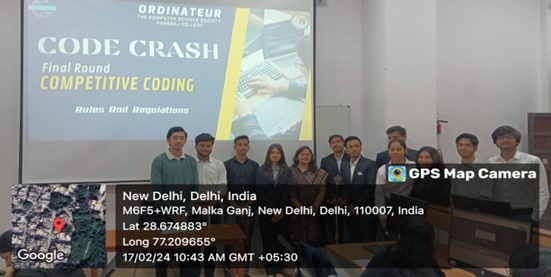 ORDINATEUR
THE COMPUTER SCIENCE SOCIETY
HANSRAJ COLLEGE
CODE CRASH
Final Round
COMPETITIVE CODING
Rules And Regulations
GPS Map Camera
New Delhi, Delhi, India
M6F5+WRF, Malka Ganj, New Delhi, Delhi, 110007, India
Lat 28.674883°
Long 77.209655°
17/02/24 10:43 AM GMT +05:30
Google